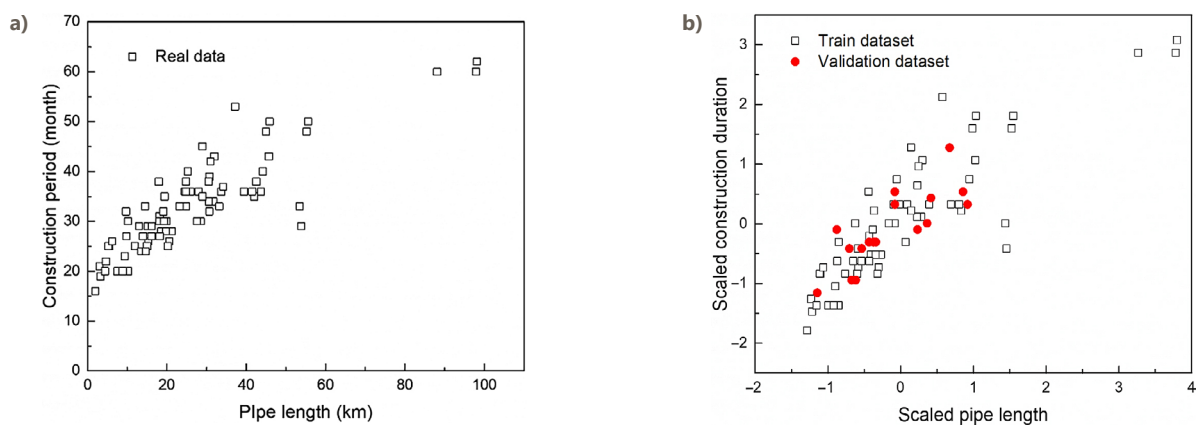 a)
Real data
70
60
50
40
30
20
10
0
0 20 40 60 80 100
Construction period (month)
PIpe length (km)
b)
Train dataset
Validation dataset
3
2
1
0
−1
−2
−2 −1 0 1 2 3 4
Scaled construction duration
Scaled pipe length